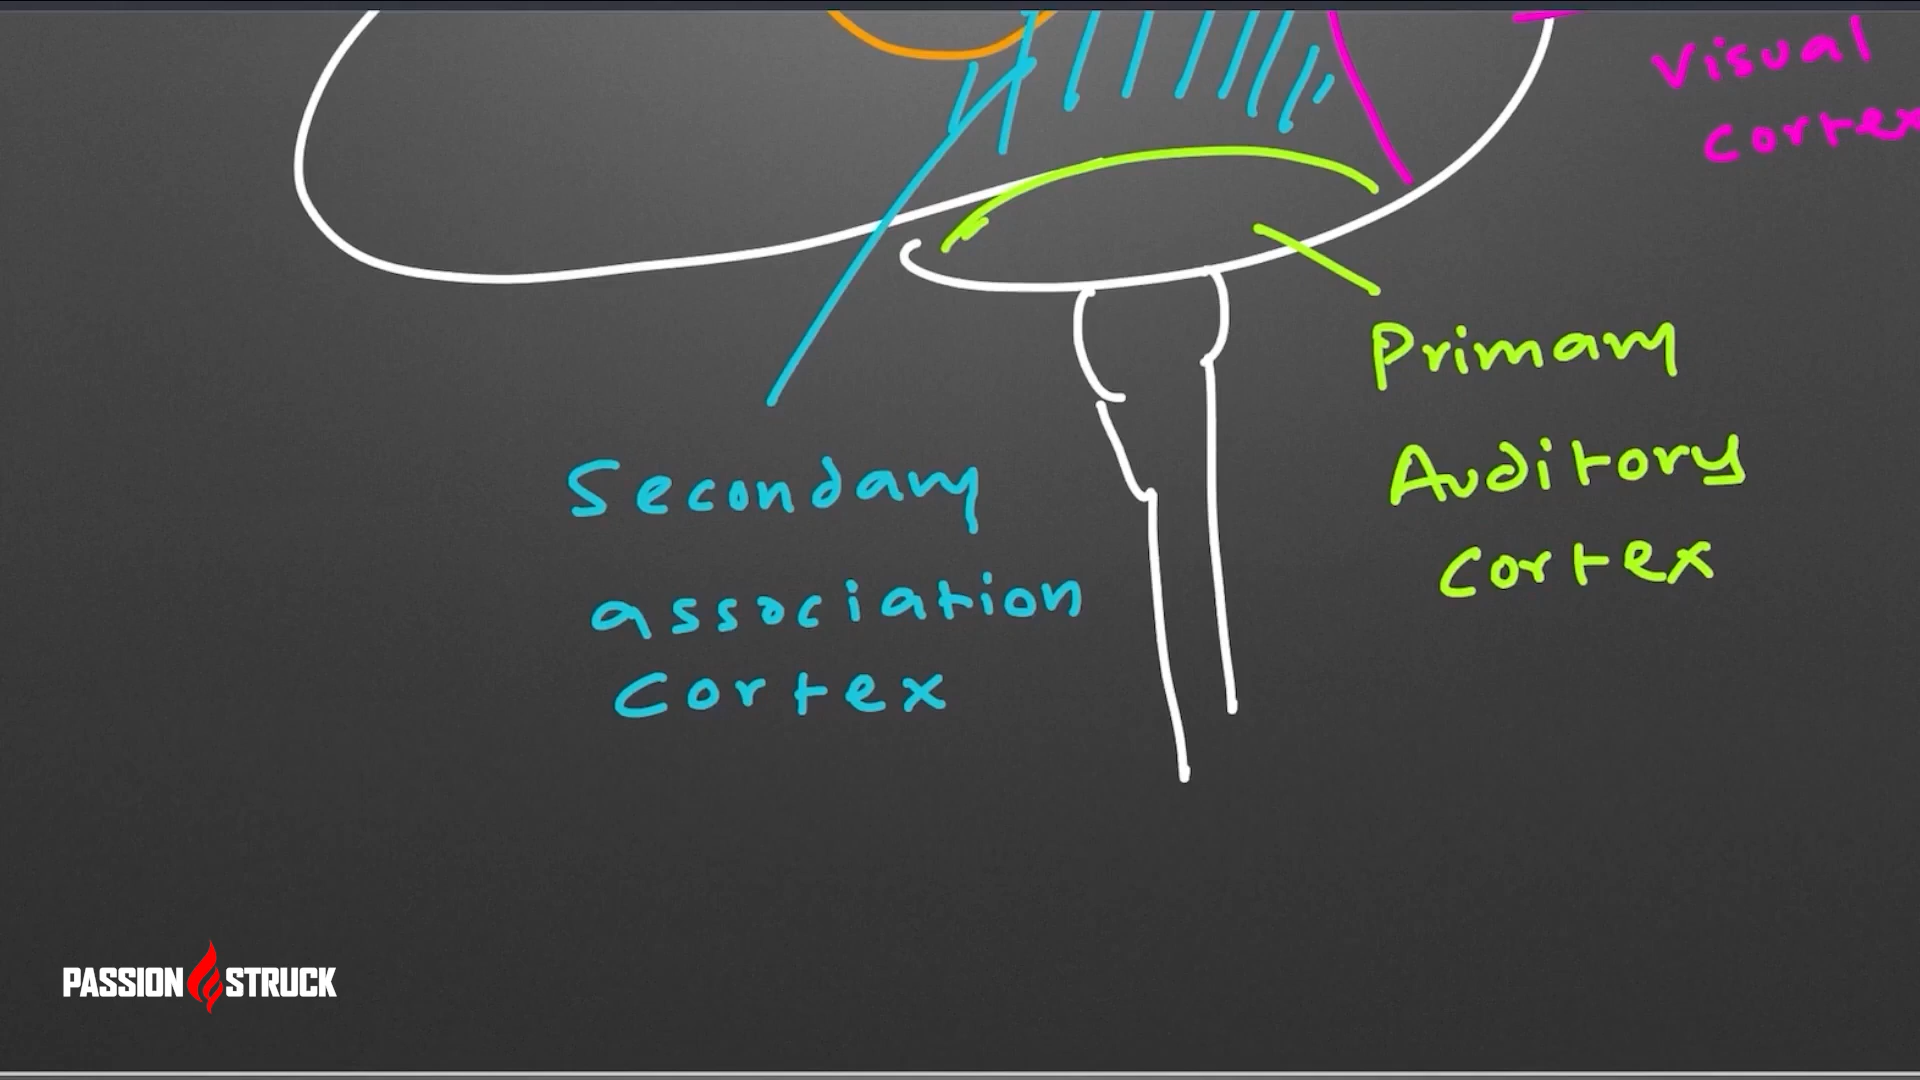 Visual
cortex
Primary
Auditory
cortex
Secondary
association
cortex
PASSION STRUCK